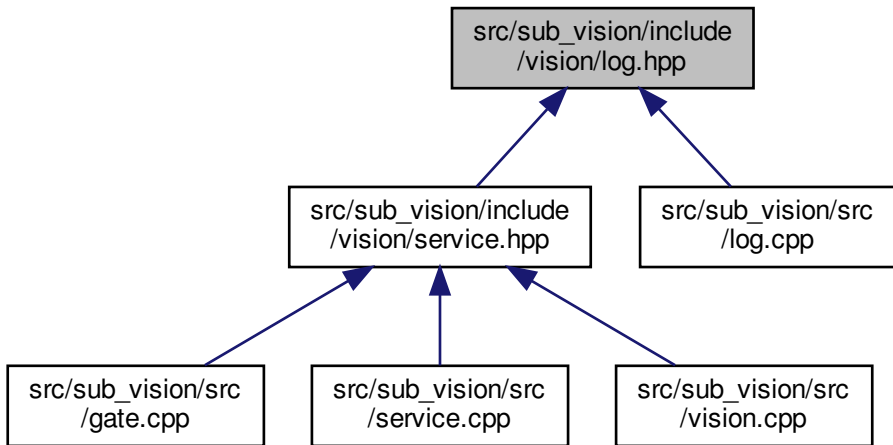 src/sub_vision/include
/vision/log.hpp
src/sub_vision/include
/vision/service.hpp
src/sub_vision/src
/log.cpp
src/sub_vision/src
/gate.cpp
src/sub_vision/src
/service.cpp
src/sub_vision/src
/vision.cpp